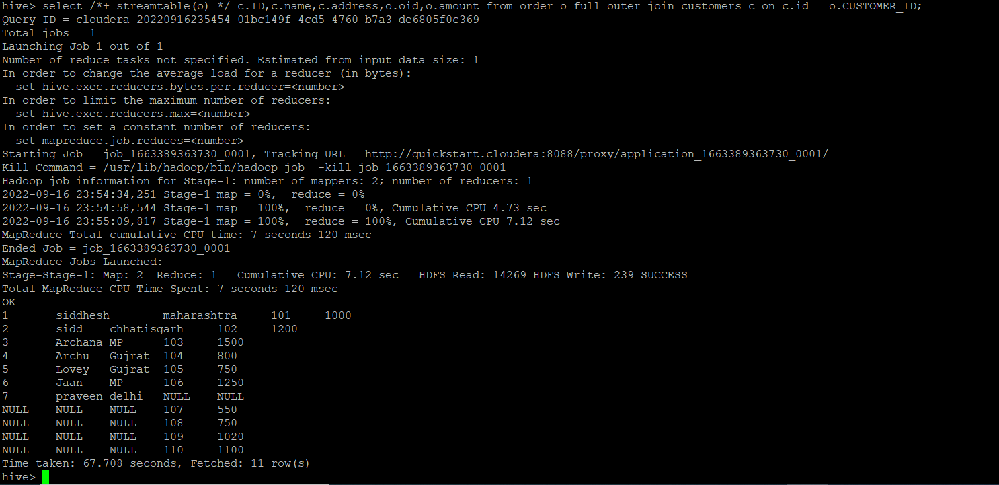 hive> select /*+ streamtable(o) */ c.ID,c.name,c.address,o.oid,o.amount from order o full outer join customers c on c.id = o.CUSTOMER_ID;
Query ID = cloudera_20220916235454_01bc149f-4cd5-4760-b7a3-de6805f0c369
Total jobs = 1
Launching Job 1 out of 1
Number of reduce tasks not specified. Estimated from input data size: 1
In order to change the average load for a reducer (in bytes):
  set hive.exec.reducers.bytes.per.reducer=<number>
In order to limit the maximum number of reducers:
  set hive.exec.reducers.max=<number>
In order to set a constant number of reducers:
  set mapreduce.job.reduces=<number>
Starting Job = job_1663389363730_0001, Tracking URL = http://quickstart.cloudera:8088/proxy/application_1663389363730_0001/
Kill Command = /usr/lib/hadoop/bin/hadoop job  -kill job_1663389363730_0001
Hadoop job information for Stage-1: number of mappers: 2; number of reducers: 1
2022-09-16 23:54:34,251 Stage-1 map = 0%,  reduce = 0%
2022-09-16 23:54:58,544 Stage-1 map = 100%,  reduce = 0%, Cumulative CPU 4.73 sec
2022-09-16 23:55:09,817 Stage-1 map = 100%,  reduce = 100%, Cumulative CPU 7.12 sec
MapReduce Total cumulative CPU time: 7 seconds 120 msec
Ended Job = job_1663389363730_0001
MapReduce Jobs Launched:
Stage-Stage-1: Map: 2  Reduce: 1   Cumulative CPU: 7.12 sec   HDFS Read: 14269 HDFS Write: 239 SUCCESS
Total MapReduce CPU Time Spent: 7 seconds 120 msec
OK
1       siddhesh        maharashtra     101     1000
2       sidd    chhatisgarh     102     1200
3       Archana MP      103     1500
4       Archu   Gujrat  104     800
5       Lovey   Gujrat  105     750
6       Jaan    MP      106     1250
7       praveen delhi   NULL    NULL
NULL    NULL    NULL    107     550
NULL    NULL    NULL    108     750
NULL    NULL    NULL    109     1020
NULL    NULL    NULL    110     1100
Time taken: 67.708 seconds, Fetched: 11 row(s)
hive>